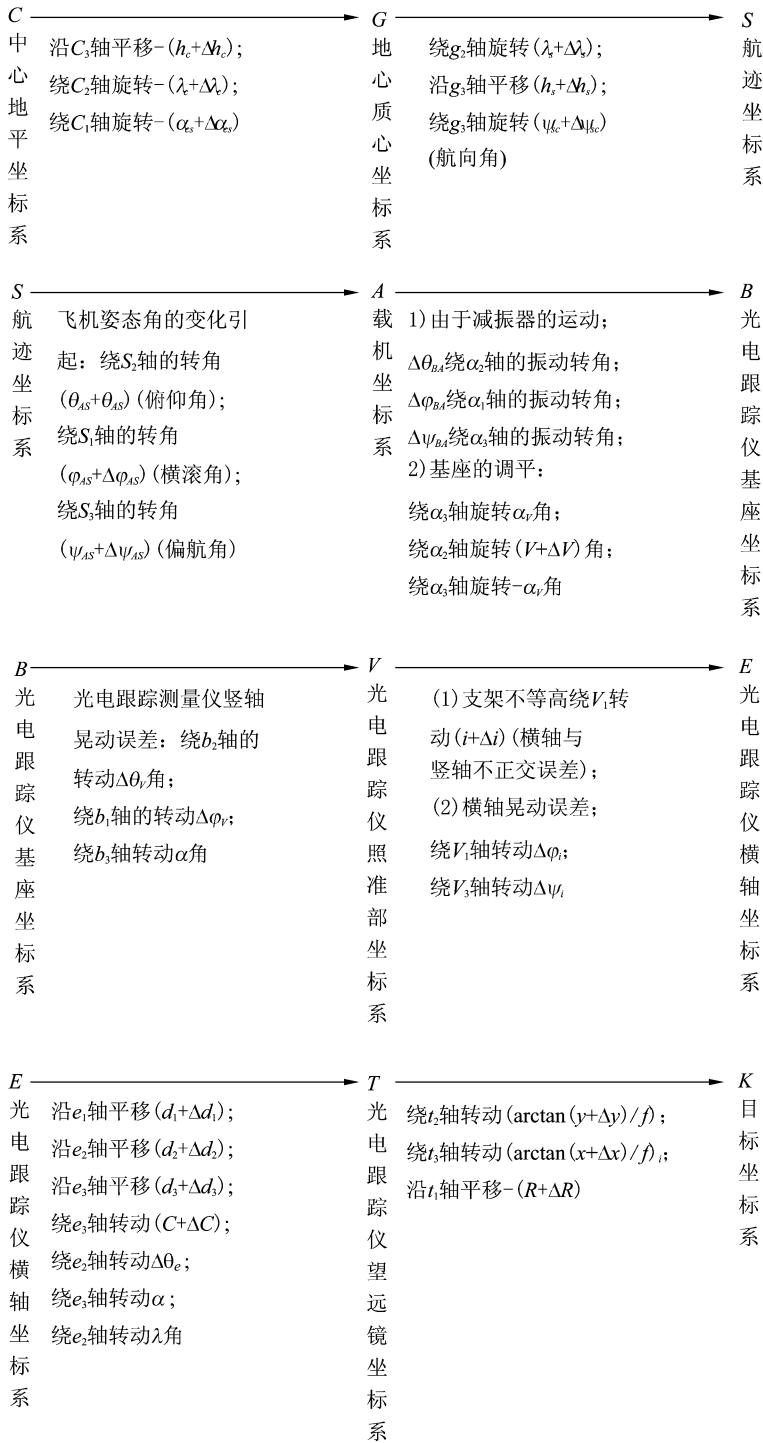 C G S
中心地平坐标系
沿C₃轴平移-(h_c+Δh_c);
绕C₂轴旋转-(λ_c+Δλ_c);
绕C₁轴旋转-(α_cs+Δα_cs)
地心质心坐标系
绕g₂轴旋转(λ_s+Δλ_s);
沿g₃轴平移(h_s+Δh_s);
绕g₃轴旋转(ψ_sc+Δψ_sc)
(航向角)
航迹坐标系
S A B
航迹坐标系
飞机姿态角的变化引
起：绕S₂轴的转角
(θ_AS+θ_AS)(俯仰角);
绕S₁轴的转角
(φ_AS+Δφ_AS)(横滚角);
绕S₃轴的转角
(ψ_AS+Δψ_AS)(偏航角)
载机坐标系
1)由于减振器的运动;
Δθ_BA绕α₂轴的振动转角;
Δφ_BA绕α₁轴的振动转角;
Δψ_BA绕α₃轴的振动转角;
2)基座的调平：
绕α₃轴旋转α_V角;
绕α₂轴旋转(V+ΔV)角;
绕α₃轴旋转-α_V角
光电跟踪仪基座坐标系
B V E
光电跟踪仪基座坐标系
光电跟踪测量仪竖轴
晃动误差：绕b₂轴的
转动Δθ_V角;
绕b₁轴的转动Δφ_V;
绕b₃轴转动α角
光电跟踪仪照准部坐标系
(1)支架不等高绕V₁转
动(i+Δi)(横轴与
竖轴不正交误差);
(2)横轴晃动误差;
绕V₁轴转动Δφ_i;
绕V₃轴转动Δψ_i
光电跟踪仪横轴坐标系
E T K
光电跟踪仪横轴坐标系
沿e₁轴平移(d₁+Δd₁);
沿e₂轴平移(d₂+Δd₂);
沿e₃轴平移(d₃+Δd₃);
绕e₃轴转动(C+ΔC);
绕e₂轴转动Δθ_e;
绕e₃轴转动α;
绕e₂轴转动λ角
光电跟踪仪望远镜坐标系
绕t₂轴转动(arctan(y+Δy)/f);
绕t₃轴转动(arctan(x+Δx)/f)_i;
沿t₁轴平移-(R+ΔR)
目标坐标系